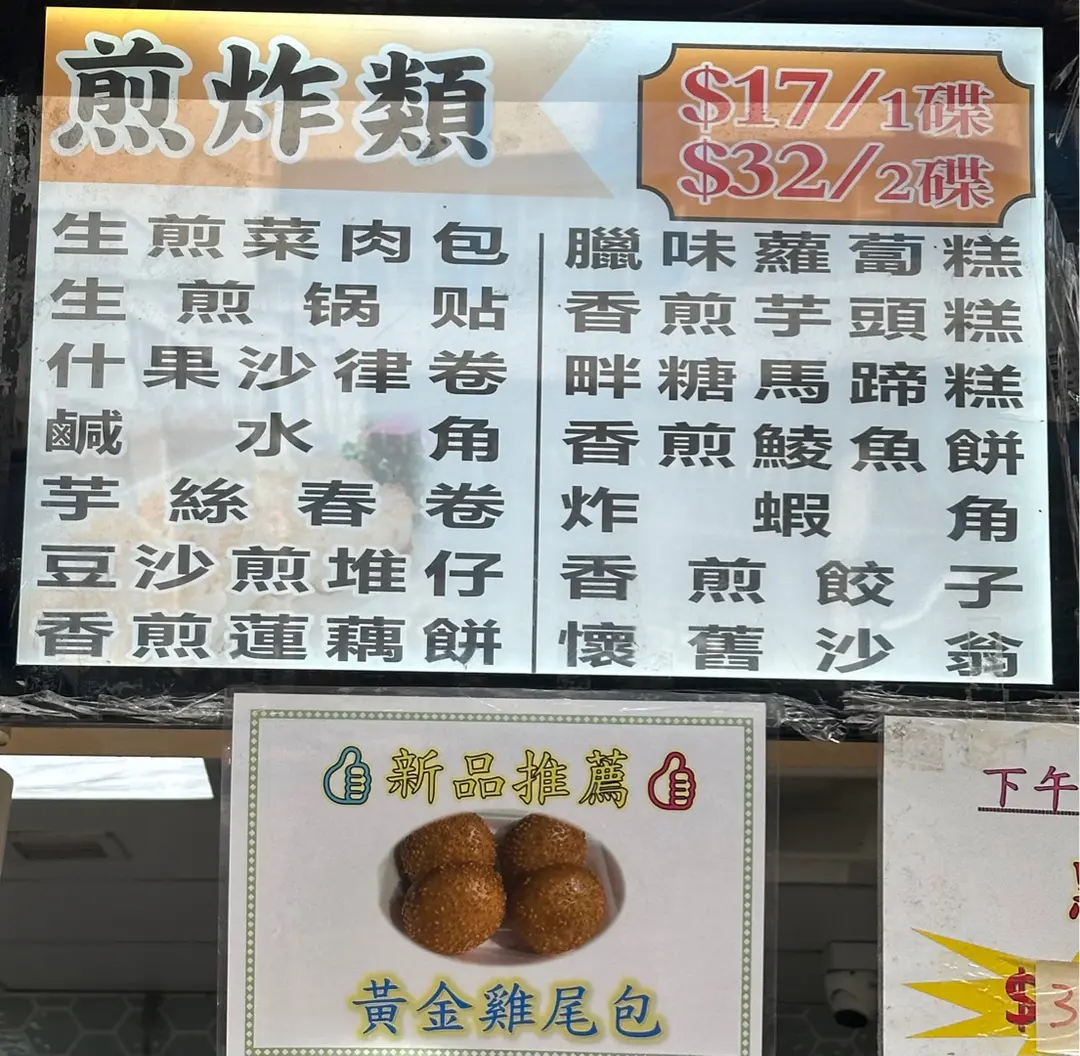 煎炸類
$17/1碟
$32/2碟
生煎菜肉包
生煎锅贴
什果沙律卷
鹹水角
芋絲春卷
豆沙煎堆仔
香煎蓮藕餅
臘味蘿蔔糕
香煎芋頭糕
畔糖馬蹄糕
香煎鯪魚餅
炸蝦角
香煎餃子
懷舊沙翁
新品推薦
黃金雞尾包
下午
$3